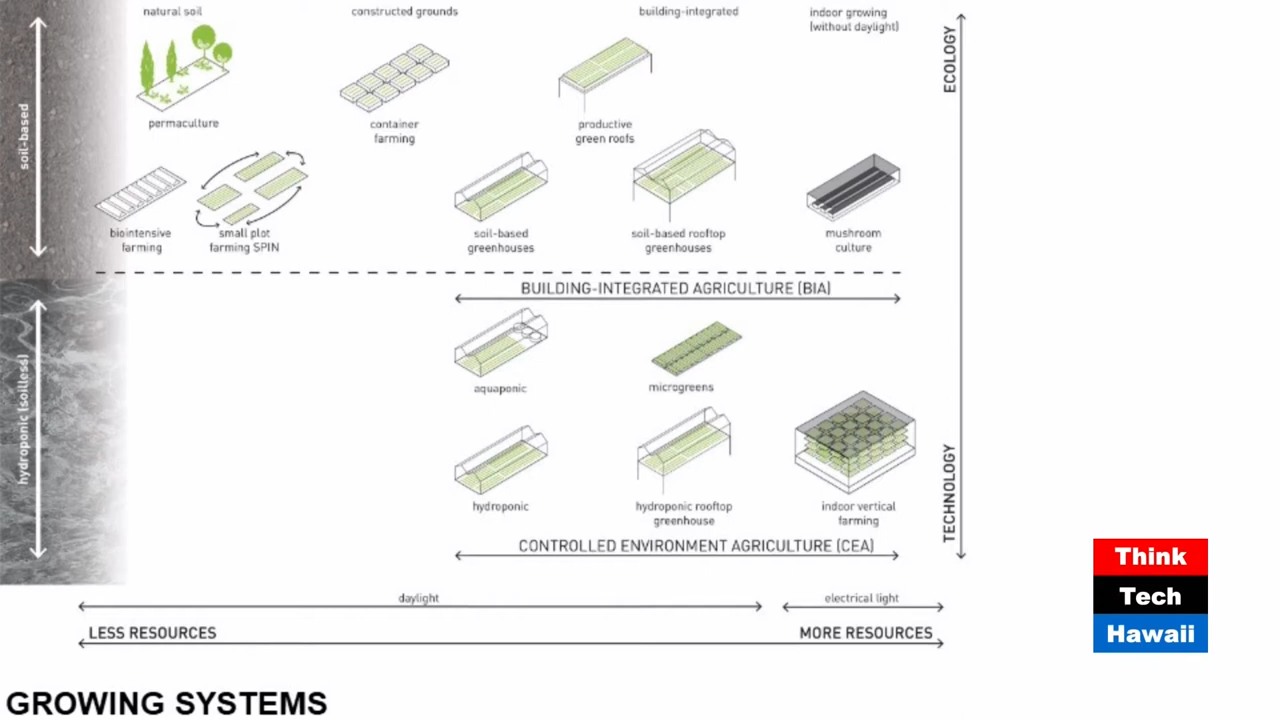 natural soil
constructed grounds
building-integrated
indoor growing
(without daylight)
ECOLOGY
soil-based
permaculture
container
farming
productive
green roofs
biointensive
farming
small plot
farming SPIN
soil-based
greenhouses
soil-based rooftop
greenhouses
mushroom
culture
BUILDING-INTEGRATED AGRICULTURE (BIA)
hydroponic (soilless)
aquaponic
microgreens
TECHNOLOGY
hydroponic
hydroponic rooftop
greenhouse
indoor vertical
farming
CONTROLLED ENVIRONMENT AGRICULTURE (CEA)
daylight
electrical light
LESS RESOURCES
MORE RESOURCES
Think
Tech
Hawaii
GROWING SYSTEMS